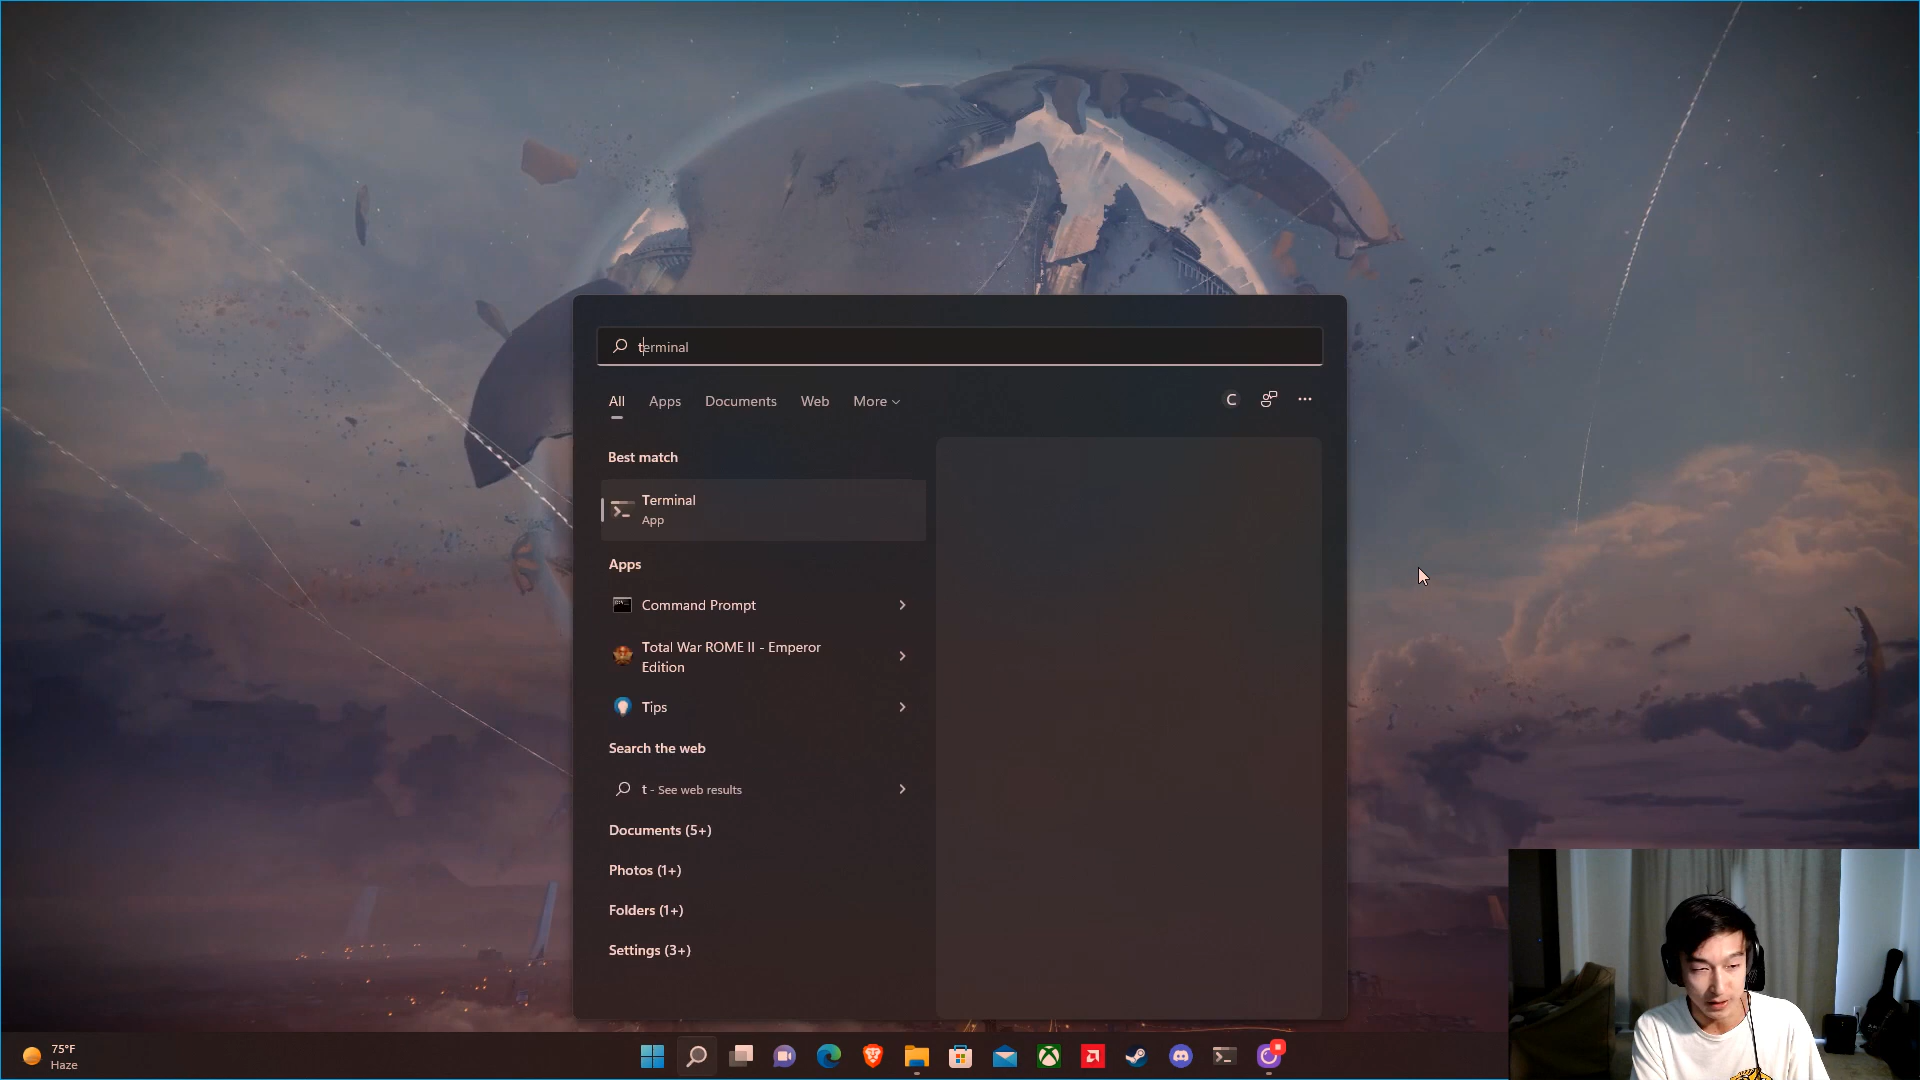 terminal
All Apps Documents Web More
C
Best match
Terminal
App
Apps
Command Prompt
Total War ROME II - Emperor
Edition
Tips
Search the web
t - See web results
Documents (5+)
Photos (1+)
Folders (1+)
Settings (3+)
75°F
Haze